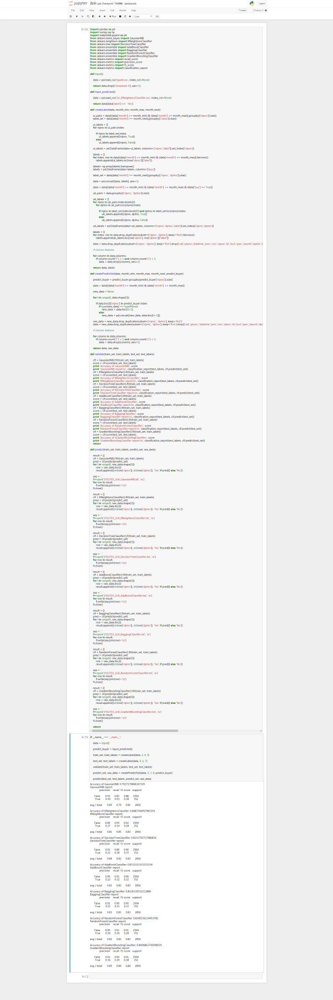 jupyter 2ciii Last Checkpoint: 7分钟前 (autosaved)
Logout
File Edit View Insert Cell Kernel Help
Trusted Python 2
Run Code
In [1]:
import pandas as pd
import numpy as np
import matplotlib.pyplot as plt
from sklearn.naive_bayes import GaussianNB
from sklearn.neighbors import KNeighborsClassifier
from sklearn.tree import DecisionTreeClassifier
from sklearn.ensemble import AdaBoostClassifier
from sklearn.ensemble import BaggingClassifier
from sklearn.ensemble import RandomForestClassifier
from sklearn.ensemble import GradientBoostingClassifier
from sklearn.metrics import recall_score
from sklearn.metrics import precision_score
from sklearn.metrics import f1_score
from sklearn.metrics import classification_report
def input():
data = pd.read_csv('type4.csv', index_col=None)
return data.drop(['Unnamed: 0'], axis=1)
def input_predicted():
data = pd.read_csv('2ci_KNeighborsClassifier.csv', index_col=None)
return data[data['label'] == ' Yes']
def createLabel(data, month_min, month_max, month_next):
ui_pairs = data[(data['month'] >= month_min) & (data['month'] <= month_max)].groupby(['vipno']).size()
label_set = data[data['month'] == month_next].groupby(['vipno']).size()
ui_labels = []
for vipno in ui_pairs.index:
if vipno in label_set.index:
ui_labels.append([vipno, True])
else:
ui_labels.append([vipno, False])
ui_labels = pd.DataFrame(data=ui_labels, columns=['vipno','label']).set_index(['vipno'])
labels = []
for index, row in data[(data['month'] >= month_min) & (data['month'] <= month_max)].iterrows():
labels.append(ui_labels.loc[row['vipno']]['label'])
labels= np.array(labels).transpose()
labels = pd.DataFrame(data=labels, columns=['buy'])
label_set = data[data['month'] == month_next].groupby(['vipno', 'dptno']).size()
data = pd.concat([data, labels], axis=1)
data = data[(data['month'] >= month_min) & (data['month'] <= month_max) & (data['buy'] == True)]
ub_pairs = data.groupby(['vipno', 'dptno']).size()
ub_labels = []
for vipno in ub_pairs.index.levels[0]:
for dptno in ub_pairs.loc[vipno].index:
if vipno in label_set.index.levels[0] and dptno in label_set.loc[vipno].index:
ub_labels.append([vipno, dptno, True])
else:
ub_labels.append([vipno, dptno, False])
ub_labels = pd.DataFrame(data=ub_labels, columns=['vipno','dptno','label']).set_index(['vipno','dptno'])
labels = []
for index, row in data.drop_duplicates(subset=['vipno', 'dptno'], keep='first').iterrows():
labels.append(ub_labels.loc[row['vipno'], row['dptno']]['label'])
data = data.drop_duplicates(subset=['vipno', 'dptno'], keep='first').drop(['uid','pluno','sldatime','pno','cno','vipno','id','bcd','spec','pkunit','dptno','
# choose features
for column in data.columns:
if column.count('C') < 1 and column.count('U') < 1:
data = data.drop([column], axis=1)
return data, labels
def createPredictSet(data, month_min, month_max, month_next, predict_buyer):
predict_buyer = predict_buyer.groupby(predict_buyer['vipno']).size()
data = data[(data['month'] >= month_min) & (data['month'] <= month_max)]
new_data = None
for i in range(0, data.shape[0]):
if data.iloc[i]['vipno'] in predict_buyer.index:
if type(new_data) == type(None):
new_data = data.iloc[i:i+1]
else:
new_data = pd.concat([new_data, data.iloc[i:i+1]])
raw_data = new_data.drop_duplicates(subset=['vipno', 'dptno'], keep='first')
data = new_data.drop_duplicates(subset=['vipno', 'dptno'], keep='first').drop(['uid','pluno','sldatime','pno','cno','vipno','id','bcd','spec','pkunit','dpt
# choose features
for column in data.columns:
if column.count('C') < 1 and column.count('U') < 1:
data = data.drop([column], axis=1)
return data, raw_data
def validate(train_set, train_labels, test_set, test_labels):
clf = GaussianNB().fit(train_set, train_labels)
score = clf.score(test_set, test_labels)
print 'Accuracy of GaussianNB:', score
print 'GaussianNB report:\n', classification_report(test_labels, clf.predict(test_set))
clf = KNeighborsClassifier().fit(train_set, train_labels)
score = clf.score(test_set, test_labels)
print 'Accuracy of KNeighborsClassifier:', score
print 'KNeighborsClassifier report:\n', classification_report(test_labels, clf.predict(test_set))
clf = DecisionTreeClassifier().fit(train_set, train_labels)
score = clf.score(test_set, test_labels)
print 'Accuracy of DecisionTreeClassifier:', score
print 'DecisionTreeClassifier report:\n', classification_report(test_labels, clf.predict(test_set))
clf = AdaBoostClassifier().fit(train_set, train_labels)
score = clf.score(test_set, test_labels)
print 'Accuracy of AdaBoostClassifier:', score
print 'AdaBoostClassifier report:\n', classification_report(test_labels, clf.predict(test_set))
clf = BaggingClassifier().fit(train_set, train_labels)
score = clf.score(test_set, test_labels)
print 'Accuracy of BaggingClassifier:', score
print 'BaggingClassifier report:\n', classification_report(test_labels, clf.predict(test_set))
clf = RandomForestClassifier().fit(train_set, train_labels)
score = clf.score(test_set, test_labels)
print 'Accuracy of RandomForestClassifier:', score
print 'RandomForestClassifier report:\n', classification_report(test_labels, clf.predict(test_set))
clf = GradientBoostingClassifier().fit(train_set, train_labels)
score = clf.score(test_set, test_labels)
print 'Accuracy of GradientBoostingClassifier:', score
print 'GradientBoostingClassifier report:\n', classification_report(test_labels, clf.predict(test_set))
return
def predict(train_set, train_labels, predict_set, raw_data):
result = []
clf = GaussianNB().fit(train_set, train_labels)
pred = clf.predict(predict_set)
for i in range(0, raw_data.shape[0]):
row = raw_data.iloc[i]
result.append([str(row['vipno']), str(row['dptno']), 'Yes' if pred[i] else 'No'])
sep = ', '
fl=open('1552703_2ciii_GaussianNB.txt', 'w')
for row in result:
fl.write(sep.join(row)+'\n')
fl.close()
result = []
clf = KNeighborsClassifier().fit(train_set, train_labels)
pred = clf.predict(predict_set)
for i in range(0, raw_data.shape[0]):
row = raw_data.iloc[i]
result.append([str(row['vipno']), str(row['dptno']), 'Yes' if pred[i] else 'No'])
sep = ', '
fl=open('1552703_2ciii_KNeighborsClassifier.txt', 'w')
for row in result:
fl.write(sep.join(row)+'\n')
fl.close()
result = []
clf = DecisionTreeClassifier().fit(train_set, train_labels)
pred = clf.predict(predict_set)
for i in range(0, raw_data.shape[0]):
row = raw_data.iloc[i]
result.append([str(row['vipno']), str(row['dptno']), 'Yes' if pred[i] else 'No'])
sep = ', '
fl=open('1552703_2ciii_DecisionTreeClassifier.txt', 'w')
for row in result:
fl.write(sep.join(row)+'\n')
fl.close()
result = []
clf = AdaBoostClassifier().fit(train_set, train_labels)
pred = clf.predict(predict_set)
for i in range(0, raw_data.shape[0]):
row = raw_data.iloc[i]
result.append([str(row['vipno']), str(row['dptno']), 'Yes' if pred[i] else 'No'])
sep = ', '
fl=open('1552703_2ciii_AdaBoostClassifier.txt', 'w')
for row in result:
fl.write(sep.join(row)+'\n')
fl.close()
result = []
clf = BaggingClassifier().fit(train_set, train_labels)
pred = clf.predict(predict_set)
for i in range(0, raw_data.shape[0]):
row = raw_data.iloc[i]
result.append([str(row['vipno']), str(row['dptno']), 'Yes' if pred[i] else 'No'])
sep = ', '
fl=open('1552703_2ciii_BaggingClassifier.txt', 'w')
for row in result:
fl.write(sep.join(row)+'\n')
fl.close()
result = []
clf = RandomForestClassifier().fit(train_set, train_labels)
pred = clf.predict(predict_set)
for i in range(0, raw_data.shape[0]):
row = raw_data.iloc[i]
result.append([str(row['vipno']), str(row['dptno']), 'Yes' if pred[i] else 'No'])
sep = ', '
fl=open('1552703_2ciii_RandomForestClassifier.txt', 'w')
for row in result:
fl.write(sep.join(row)+'\n')
fl.close()
result = []
clf = GradientBoostingClassifier().fit(train_set, train_labels)
pred = clf.predict(predict_set)
for i in range(0, raw_data.shape[0]):
row = raw_data.iloc[i]
result.append([str(row['vipno']), str(row['dptno']), 'Yes' if pred[i] else 'No'])
sep = ', '
fl=open('1552703_2ciii_GradientBoostingClassifier.txt', 'w')
for row in result:
fl.write(sep.join(row)+'\n')
fl.close()
return
In [*]:
if __name__ == '__main__':
data = input()
predict_buyer = input_predicted()
train_set, train_labels = createLabel(data, 2, 4, 5)
test_set, test_labels = createLabel(data, 4, 6, 7)
validate(train_set, train_labels, test_set, test_labels)
predict_set, raw_data = createPredictSet(data, 5, 7, 8, predict_buyer)
predict(test_set, test_labels, predict_set, raw_data)
Accuracy of GaussianNB: 0.7927170868347339
GaussianNB report:
precision recall f1-score support
False 0.93 0.83 0.88 2504
True 0.30 0.53 0.38 352
avg / total 0.85 0.79 0.81 2856
Accuracy of KNeighborsClassifier: 0.8487394957983193
KNeighborsClassifier report:
precision recall f1-score support
False 0.89 0.95 0.92 2504
True 0.27 0.14 0.18 352
avg / total 0.81 0.85 0.83 2856
Accuracy of DecisionTreeClassifier: 0.8231792717086834
DecisionTreeClassifier report:
precision recall f1-score support
False 0.91 0.89 0.90 2504
True 0.32 0.38 0.35 352
avg / total 0.84 0.82 0.83 2856
Accuracy of AdaBoostClassifier: 0.8333333333333334
AdaBoostClassifier report:
precision recall f1-score support
False 0.90 0.91 0.90 2504
True 0.32 0.32 0.32 352
avg / total 0.83 0.83 0.83 2856
Accuracy of BaggingClassifier: 0.8326330532212886
BaggingClassifier report:
precision recall f1-score support
False 0.91 0.90 0.90 2504
True 0.32 0.33 0.33 352
avg / total 0.83 0.83 0.83 2856
Accuracy of RandomForestClassifier: 0.8340336134453782
RandomForestClassifier report:
precision recall f1-score support
False 0.90 0.91 0.91 2504
True 0.30 0.26 0.28 352
avg / total 0.82 0.83 0.83 2856
Accuracy of GradientBoostingClassifier: 0.8406862745098039
GradientBoostingClassifier report:
precision recall f1-score support
False 0.91 0.90 0.91 2504
True 0.36 0.39 0.38 352
avg / total 0.85 0.84 0.84 2856
In [ ]: